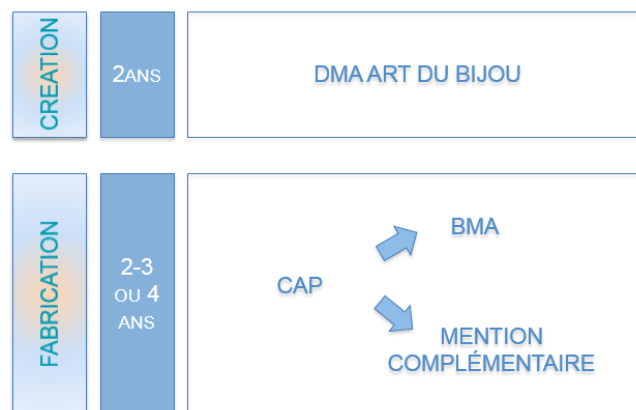 CREATION
2ANS
DMA ART DU BIJOU
FABRICATION
2-3
OU 4
ANS
CAP
BMA
MENTION
COMPLÉMENTAIRE